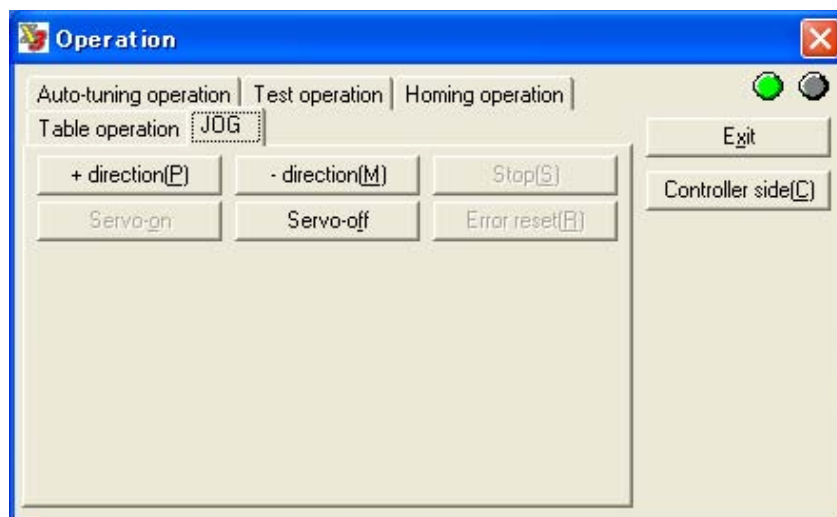 Operation
Auto-tuning operation Test operation Homing operation
Table operation JOG
Exit
+ direction(P) - direction(M) Stop(S)
Controller side(C)
Servo-on Servo-off Error reset(R)